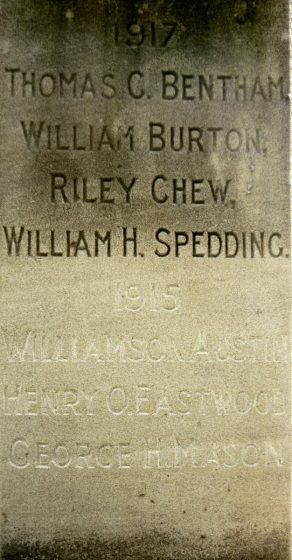 1917
THOMAS C. BENTHAM,
WILLIAM BURTON,
RILEY CHEW,
WILLIAM H. SPEDDING.
1915
WILLIAMSON AUSTIN
HENRY O. EASTWOOD
GEORGE H. MASON